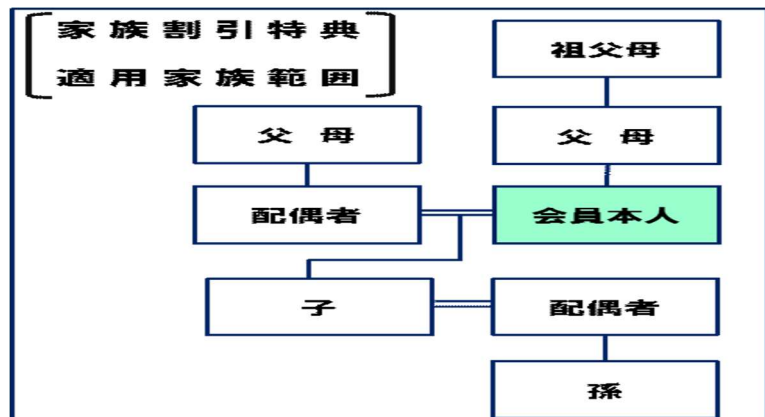 家族割引特典
適用家族範囲
祖父母
父母
父母
配偶者
会員本人
子
配偶者
孫